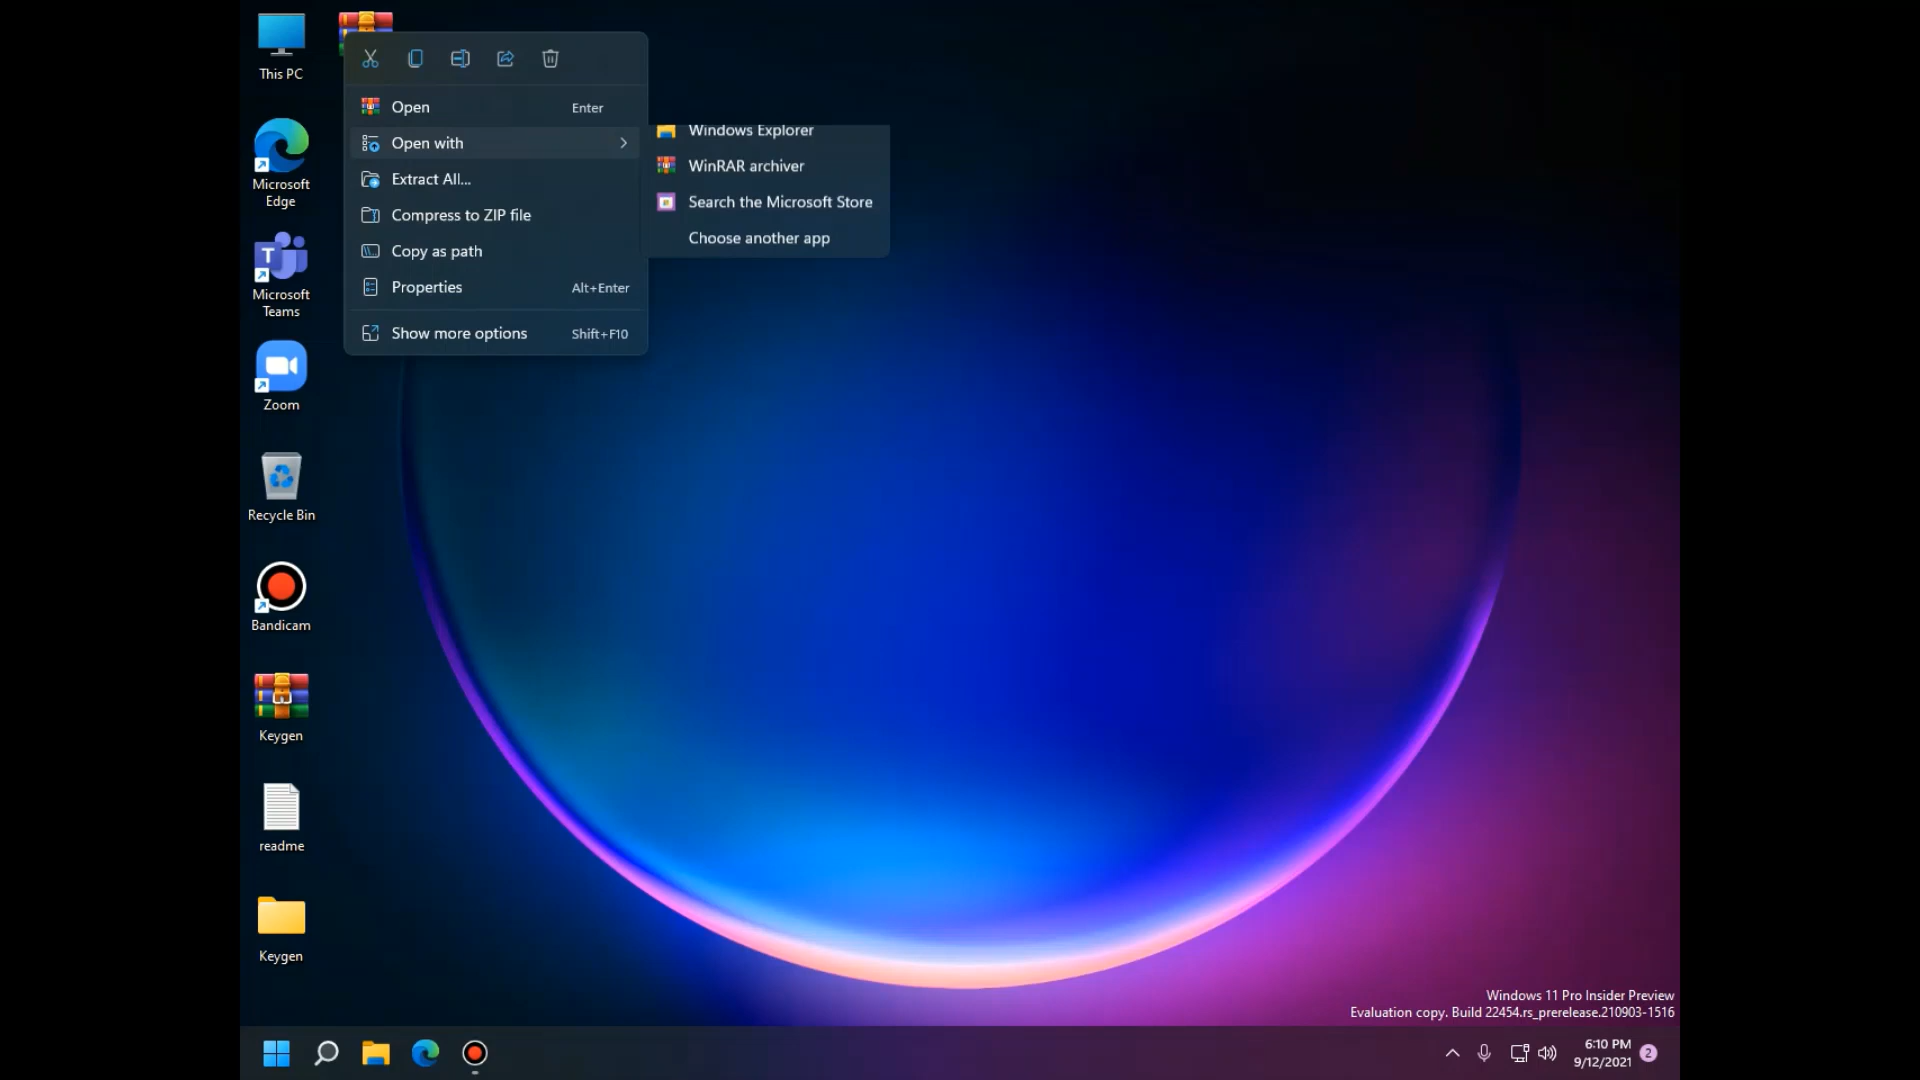 This PC
Microsoft
Edge
T
Microsoft
Teams
Zoom
Recycle Bin
Bandicam
Keygen
readme
Keygen
Open Enter
Open with
Extract All...
Compress to ZIP file
Copy as path
Properties Alt+Enter
Show more options Shift+F10
Windows Explorer
WinRAR archiver
Search the Microsoft Store
Choose another app
Windows 11 Pro Insider Preview
Evaluation copy. Build 22454.rs_prerelease.210903-1516
6:10 PM
9/12/2021
2